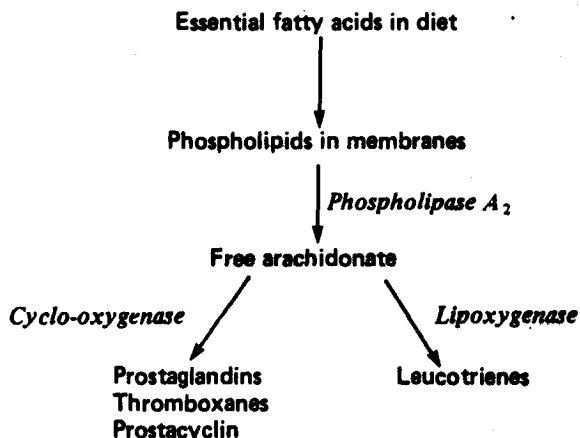 Essential fatty acids in diet
Phospholipids in membranes
Phospholipase A₂
Free arachidonate
Cyclo-oxygenase
Lipoxygenase
Prostaglandins
Leucotrienes
Thromboxanes
Prostacyclin